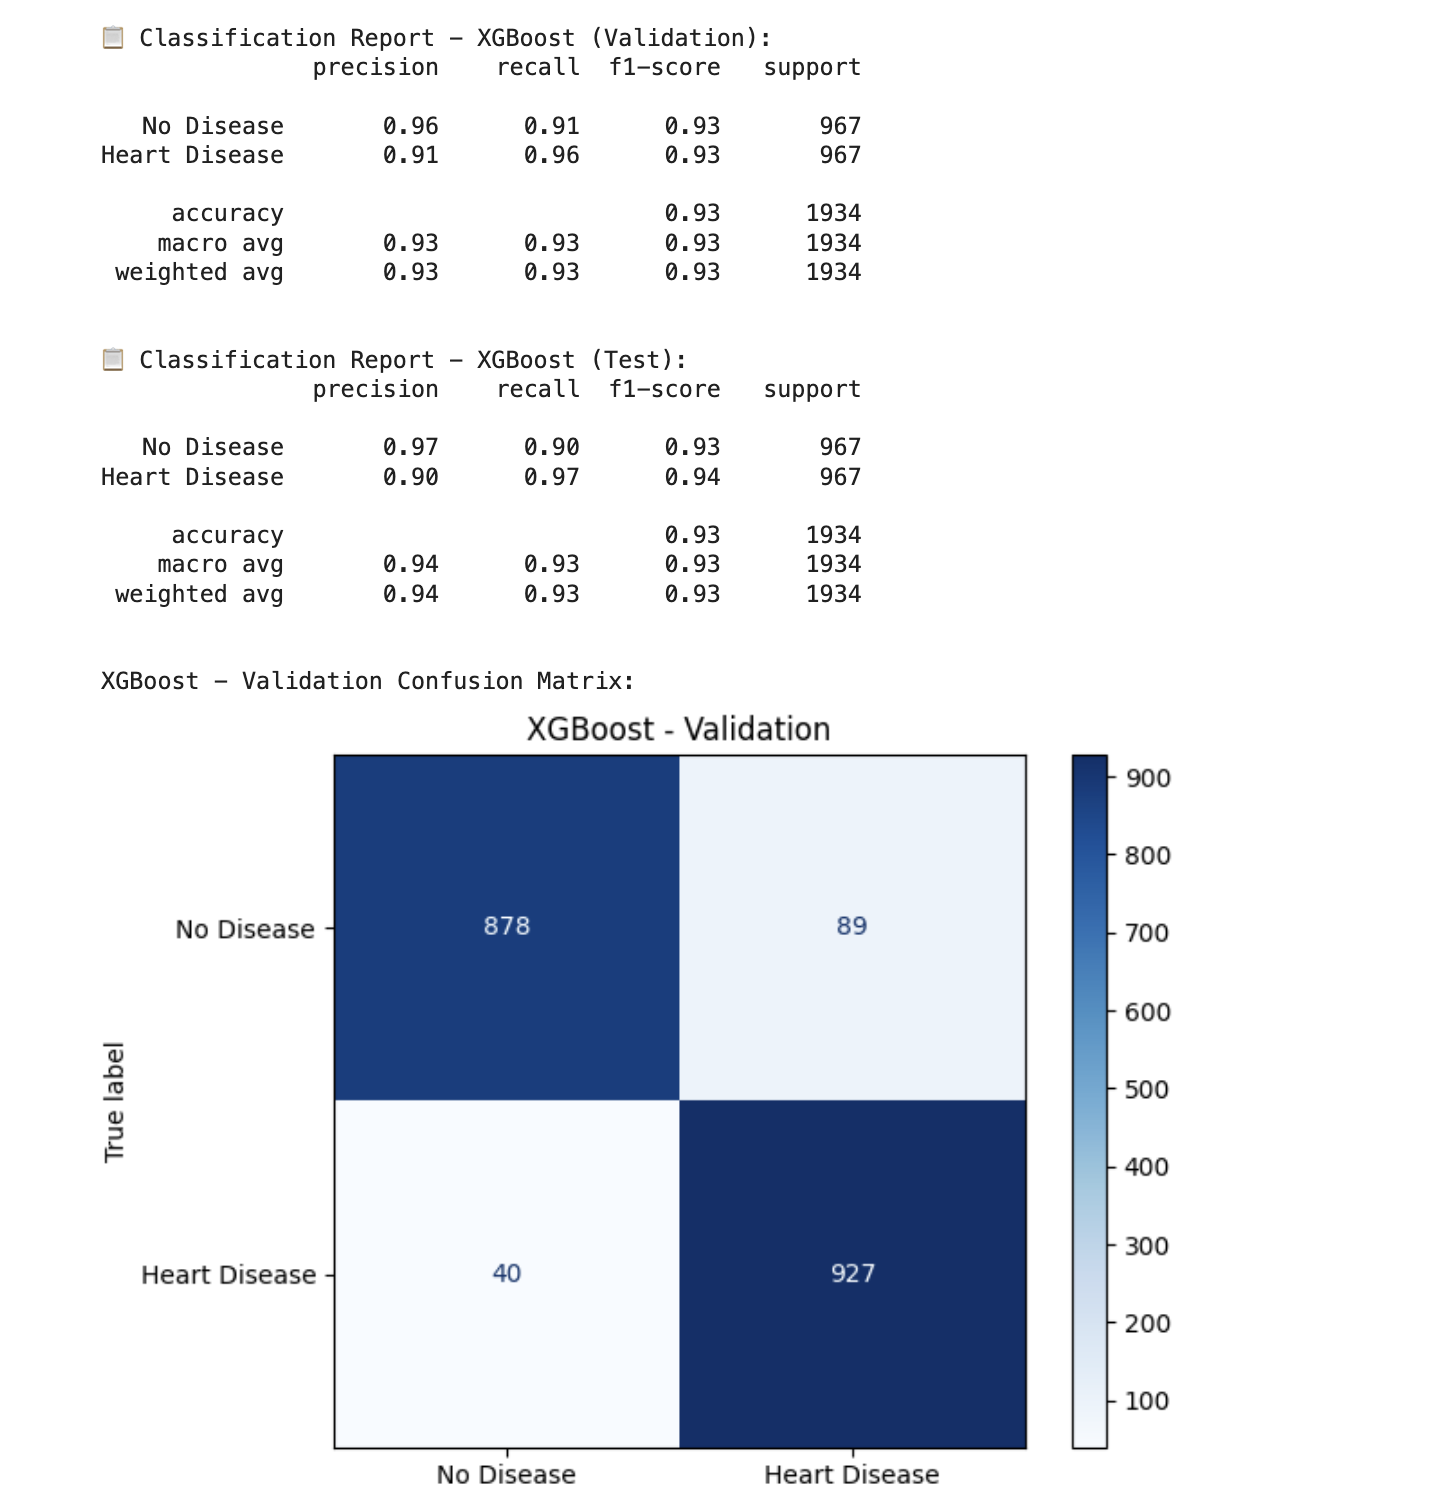 📋 Classification Report – XGBoost (Validation):
precision recall f1-score support
No Disease 0.96 0.91 0.93 967
Heart Disease 0.91 0.96 0.93 967
accuracy 0.93 1934
macro avg 0.93 0.93 0.93 1934
weighted avg 0.93 0.93 0.93 1934
📋 Classification Report – XGBoost (Test):
precision recall f1-score support
No Disease 0.97 0.90 0.93 967
Heart Disease 0.90 0.97 0.94 967
accuracy 0.93 1934
macro avg 0.94 0.93 0.93 1934
weighted avg 0.94 0.93 0.93 1934
XGBoost – Validation Confusion Matrix:
XGBoost - Validation
True label
No Disease
878
89
Heart Disease
40
927
No Disease
Heart Disease
900
800
700
600
500
400
300
200
100